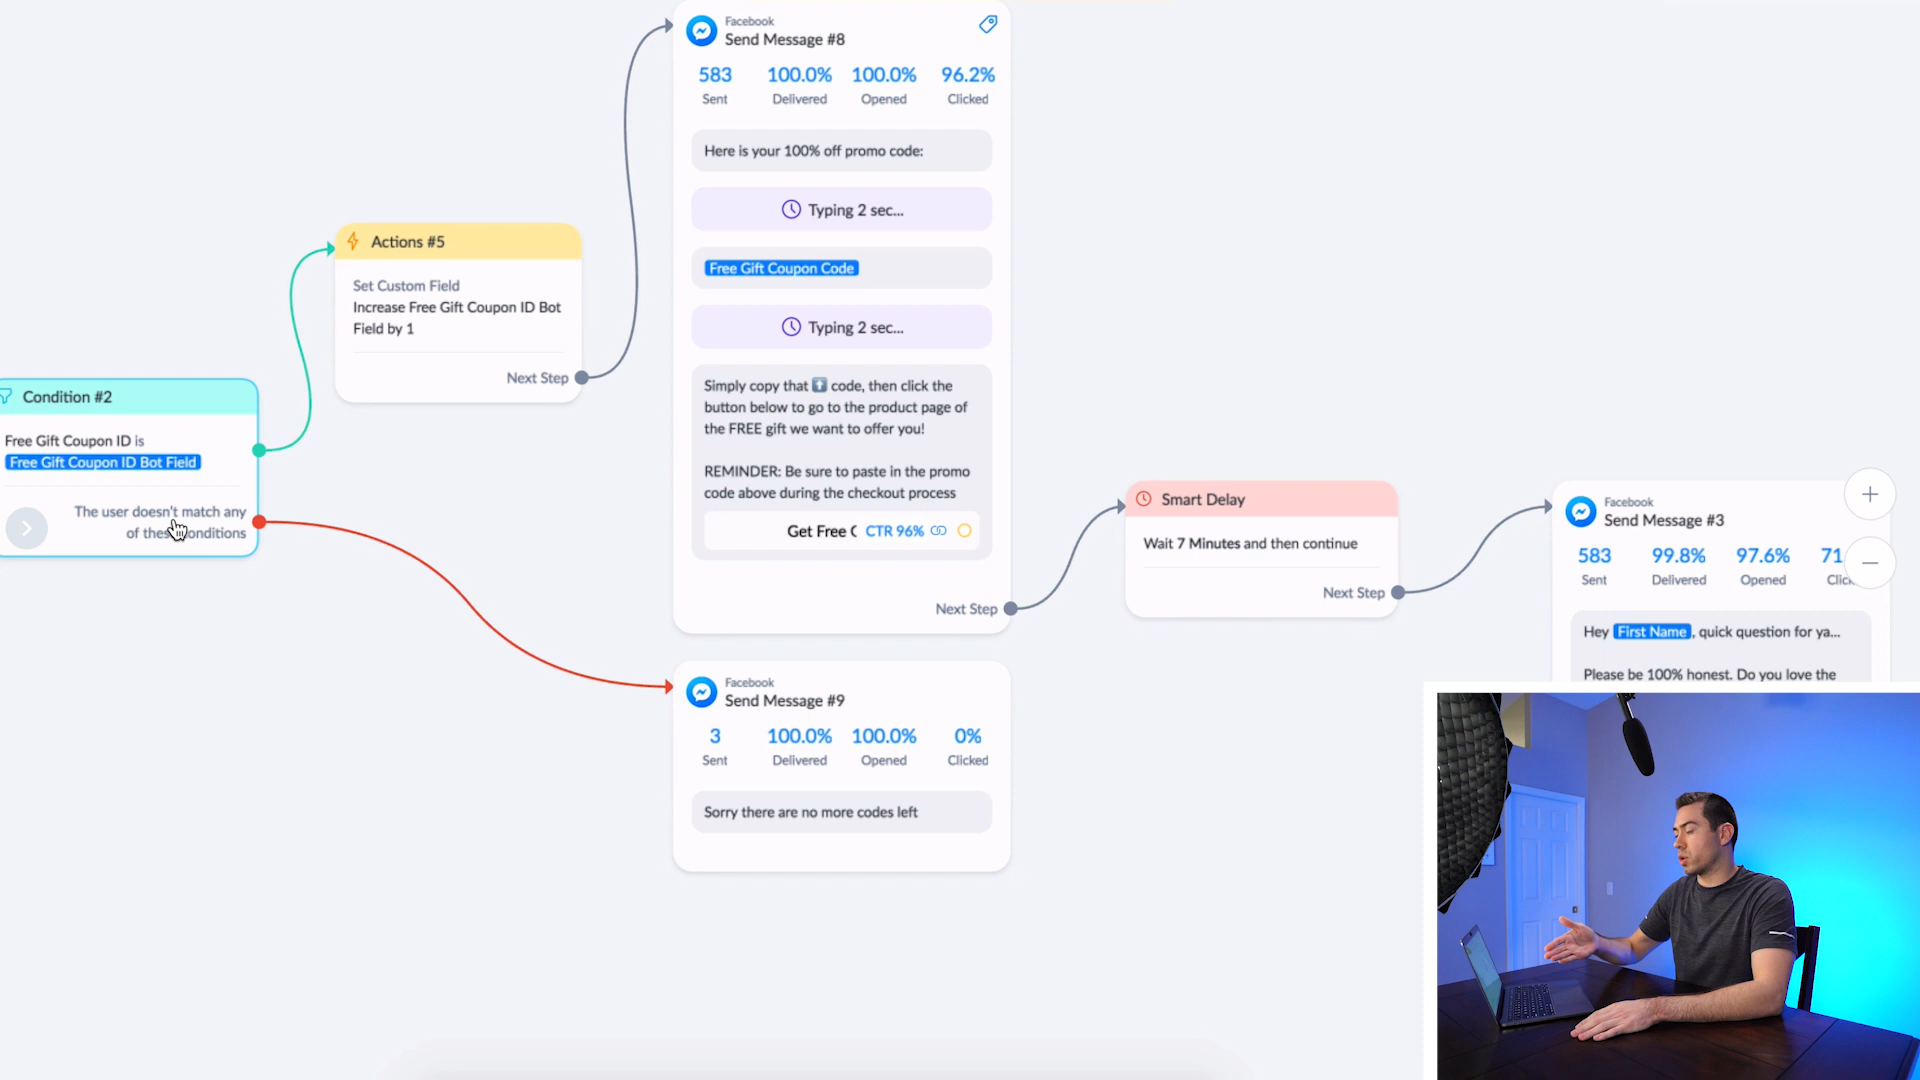 Condition #2
Free Gift Coupon ID is
Free Gift Coupon ID Bot Field
The user doesn't match any
of these conditions
Actions #5
Set Custom Field
Increase Free Gift Coupon ID Bot
Field by 1
Next Step
Facebook
Send Message #8
583 100.0% 100.0% 96.2%
Sent Delivered Opened Clicked
Here is your 100% off promo code:
Typing 2 sec...
Free Gift Coupon Code
Typing 2 sec...
Simply copy that ⬆️ code, then click the
button below to go to the product page of
the FREE gift we want to offer you!
REMINDER: Be sure to paste in the promo
code above during the checkout process
Get Free CTR 96%
Next Step
Facebook
Send Message #9
3 100.0% 100.0% 0%
Sent Delivered Opened Clicked
Sorry there are no more codes left
Smart Delay
Wait 7 Minutes and then continue
Next Step
Facebook
Send Message #3
583 99.8% 97.6% 71
Sent Delivered Opened Clic
Hey First Name, quick question for ya...
Please be 100% honest. Do you love the